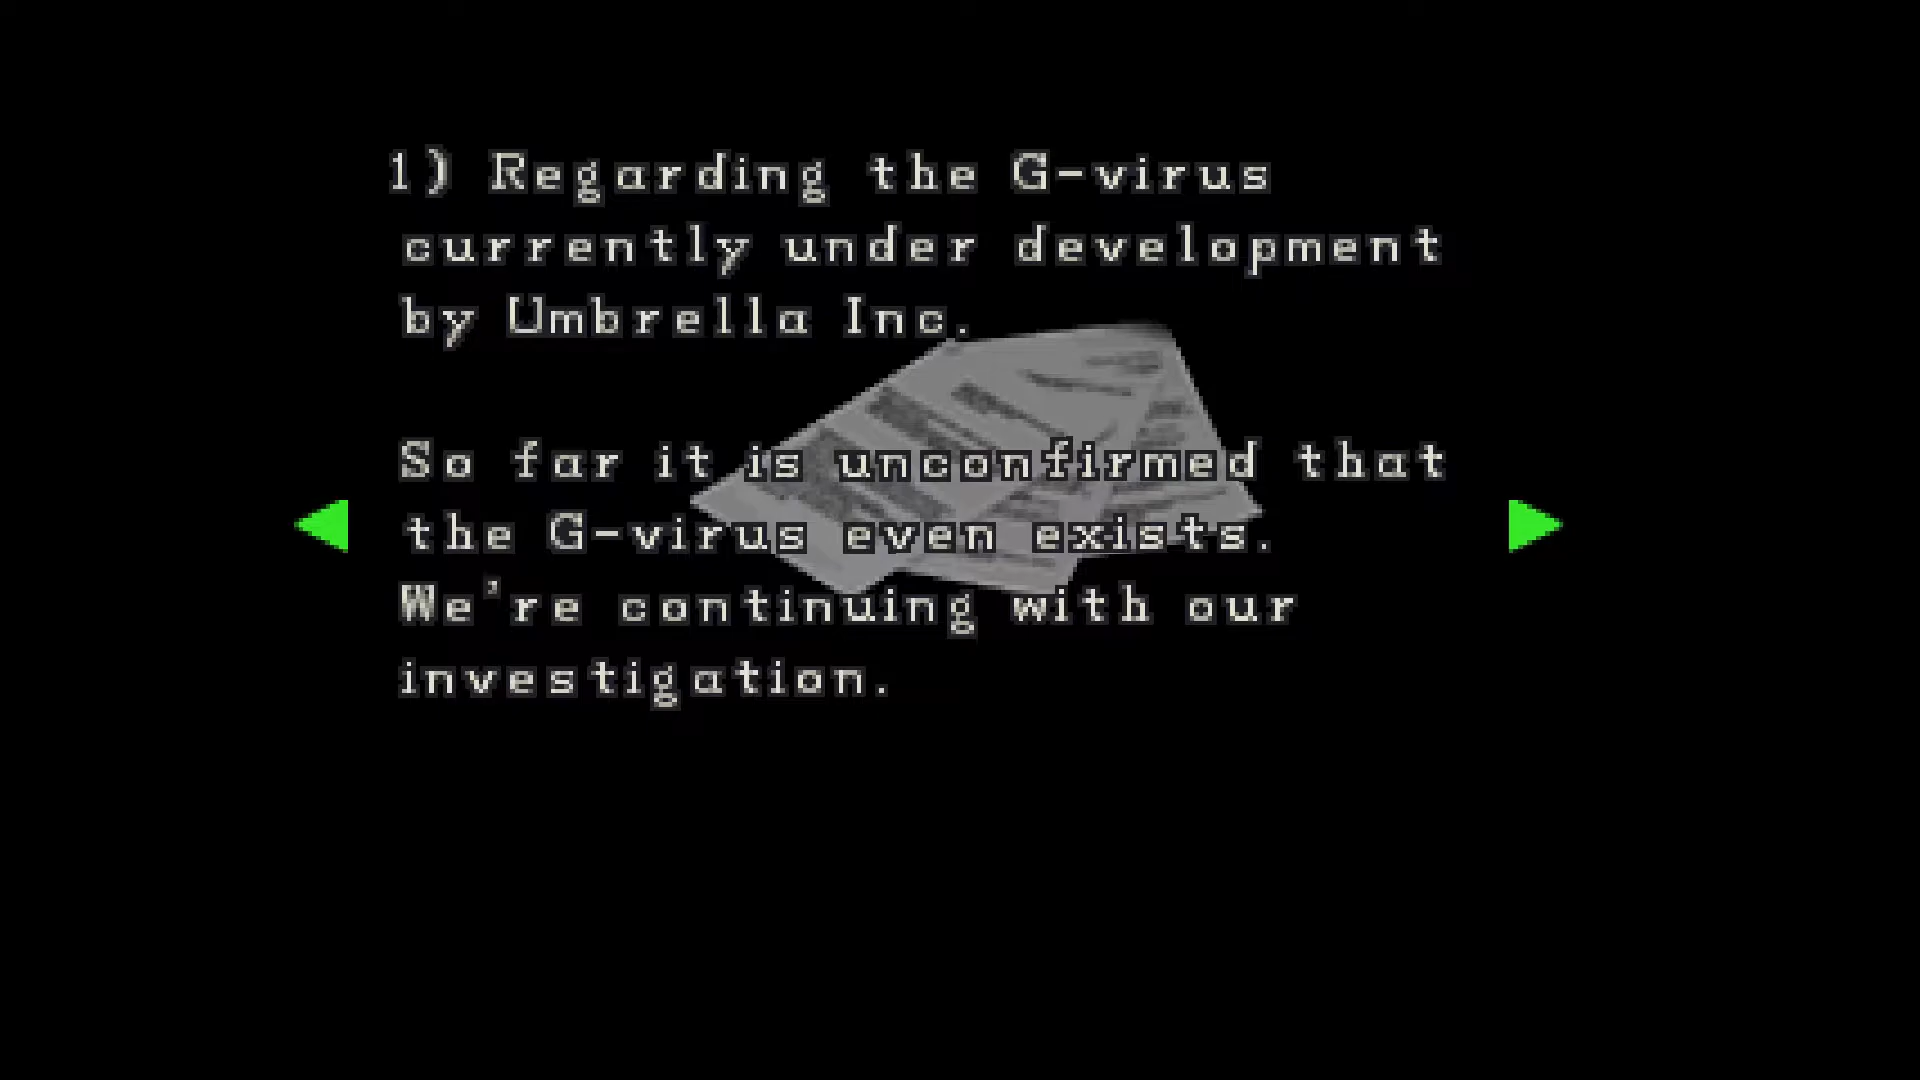 1) Regarding the G-virus
currently under development
by Umbrella Inc.
So far it is unconfirmed that
the G-virus even exists.
We're continuing with our
investigation.